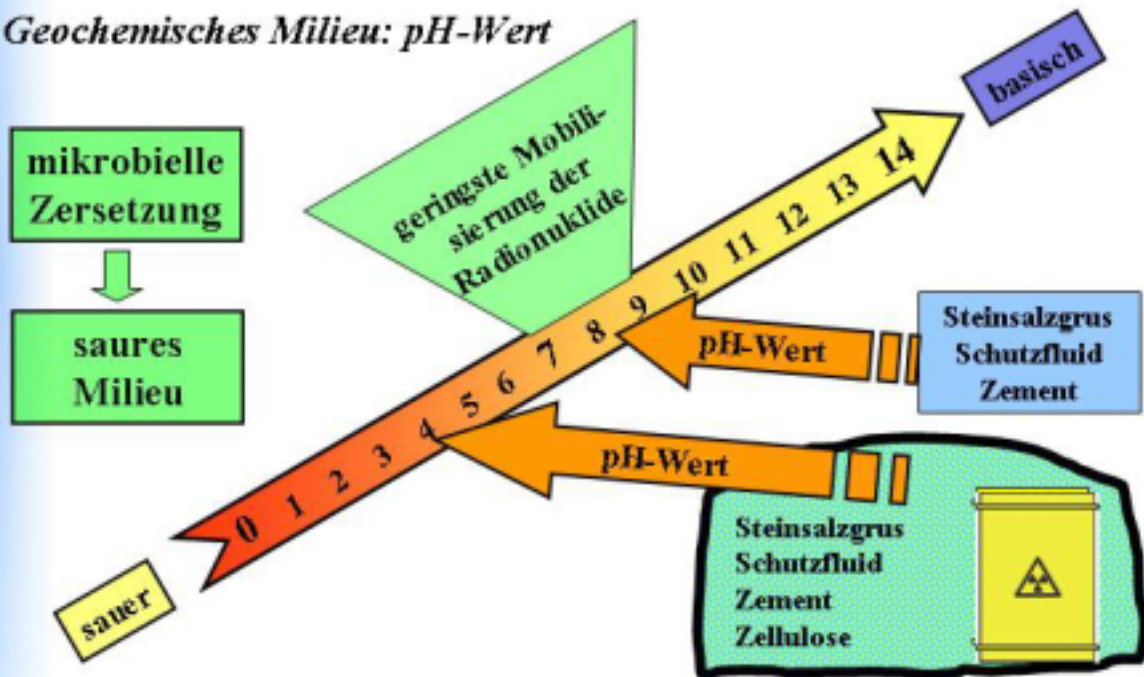 Geochemisches Milieu: pH-Wert
mikrobielle
Zersetzung
saures
Milieu
geringste Mobili-
sierung der
Radionuklide
basisch
0 1 2 3 4 5 6 7 8 9 10 11 12 13 14
sauer
pH-Wert
Steinsalzgrus
Schutzfluid
Zement
pH-Wert
Steinsalzgrus
Schutzfluid
Zement
Zellulose